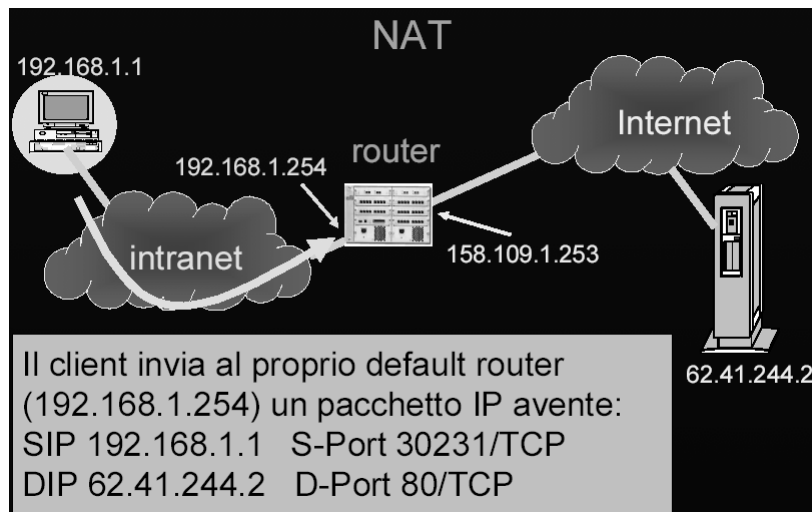 NAT
192.168.1.1
Internet
router
192.168.1.254
intranet
158.109.1.253
62.41.244.2
Il client invia al proprio default router
(192.168.1.254) un pacchetto IP avente:
SIP 192.168.1.1 S-Port 30231/TCP
DIP 62.41.244.2 D-Port 80/TCP